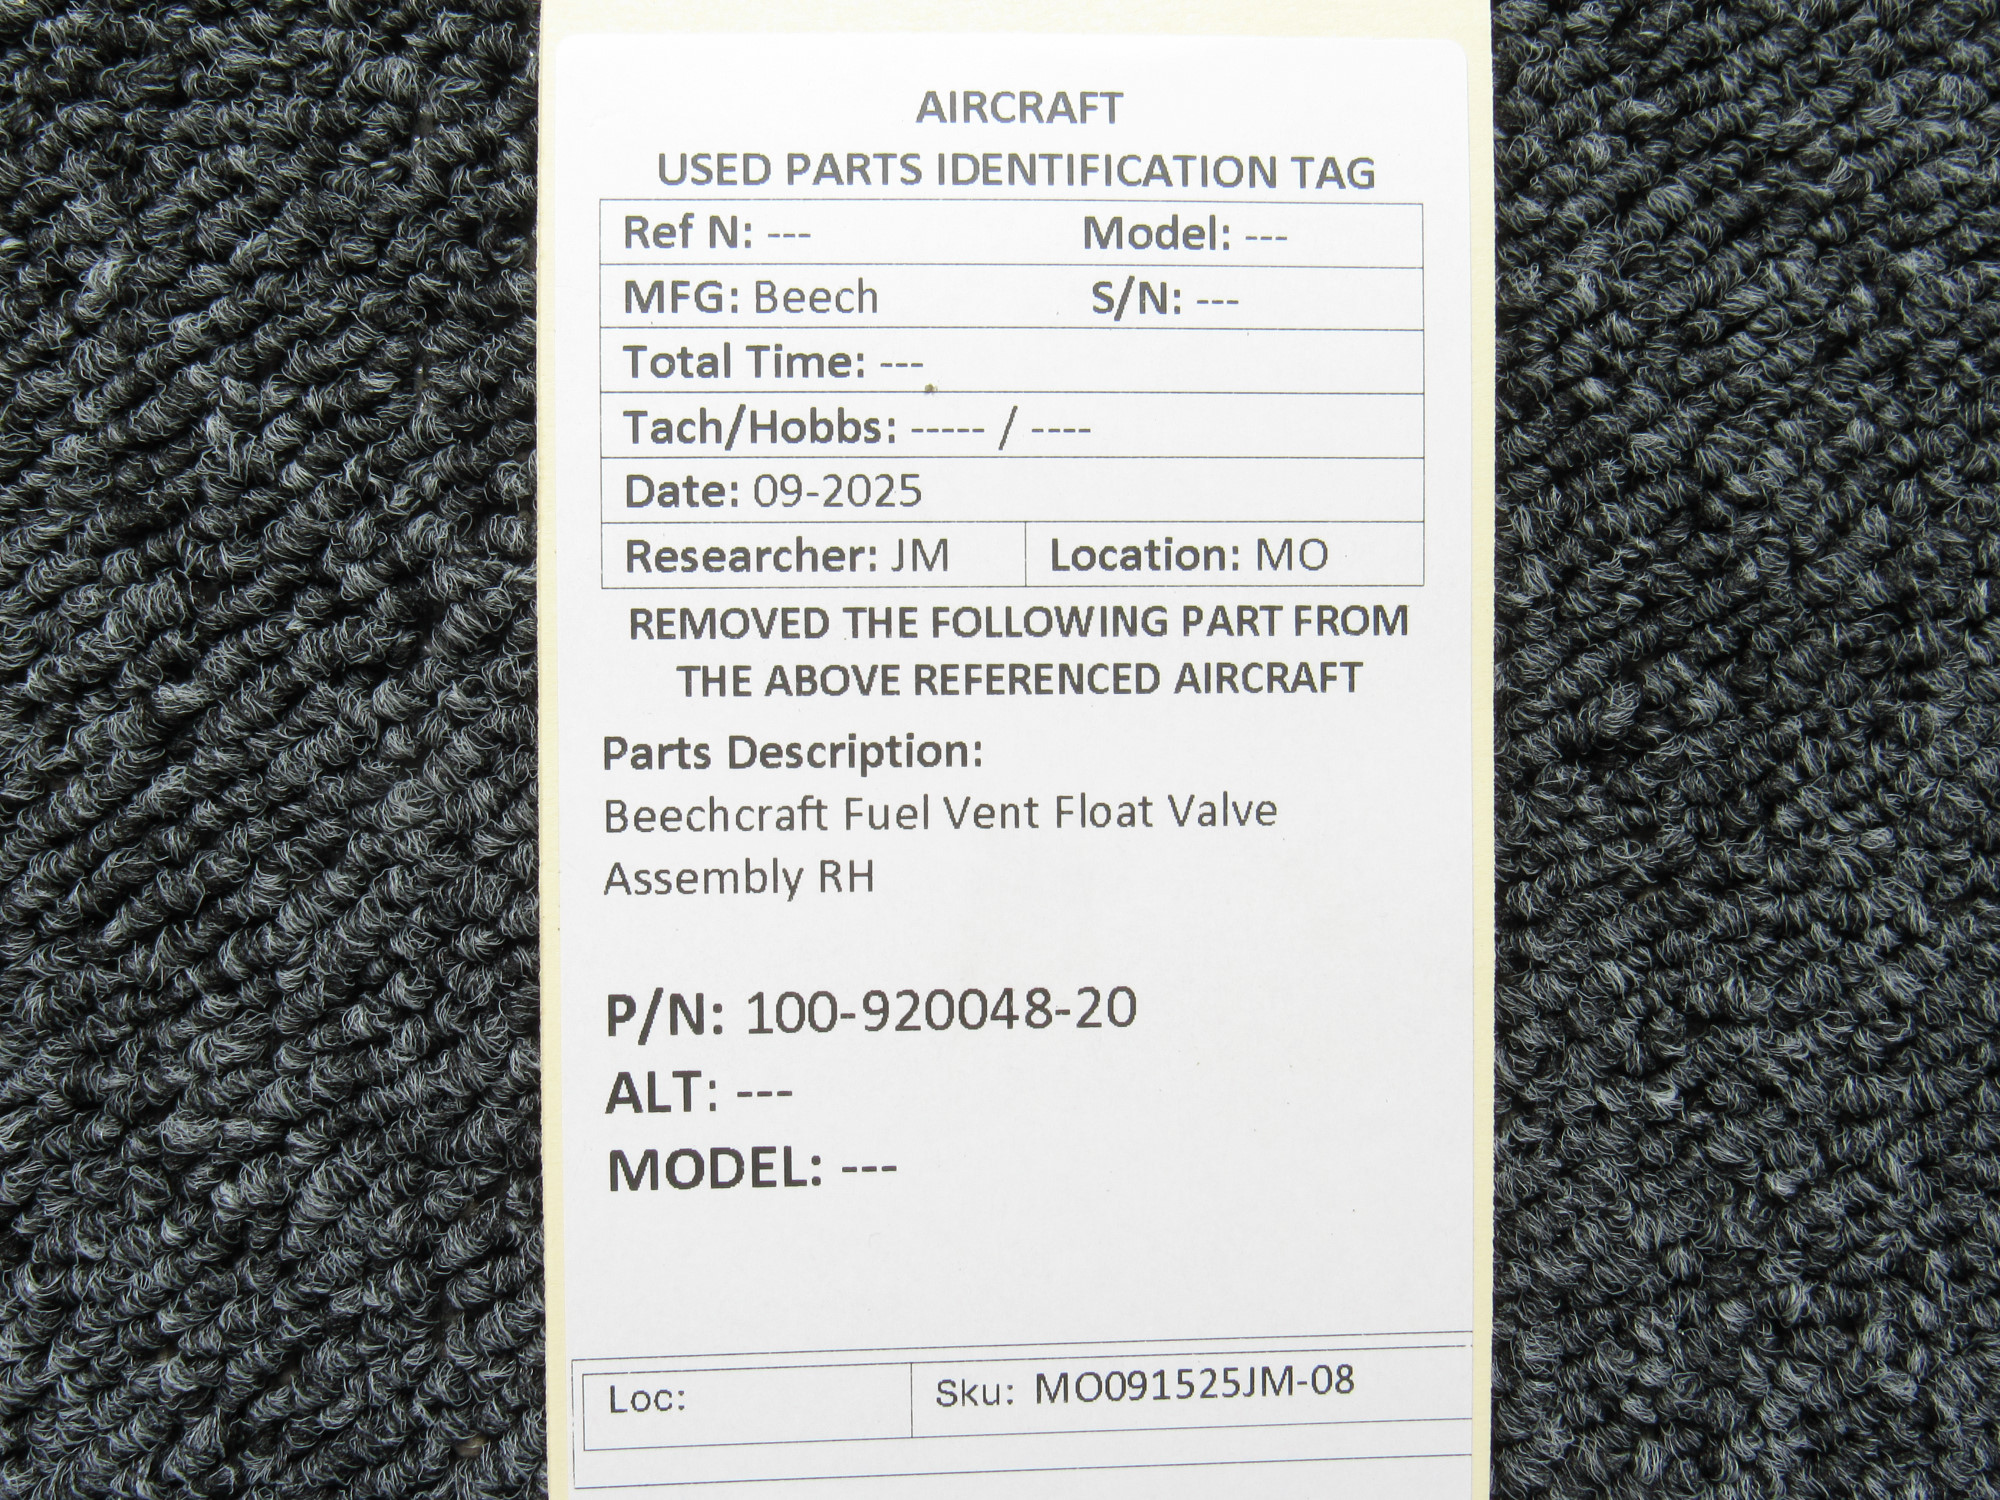 AIRCRAFT
USED PARTS IDENTIFICATION TAG
Ref N: --- Model: ---
MFG: Beech S/N: ---
Total Time: ---
Tach/Hobbs: ----- / ----
Date: 09-2025
Researcher: JM Location: MO
REMOVED THE FOLLOWING PART FROM
THE ABOVE REFERENCED AIRCRAFT
Parts Description:
Beechcraft Fuel Vent Float Valve
Assembly RH
P/N: 100-920048-20
ALT: ---
MODEL: ---
Loc: Sku: MO091525JM-08